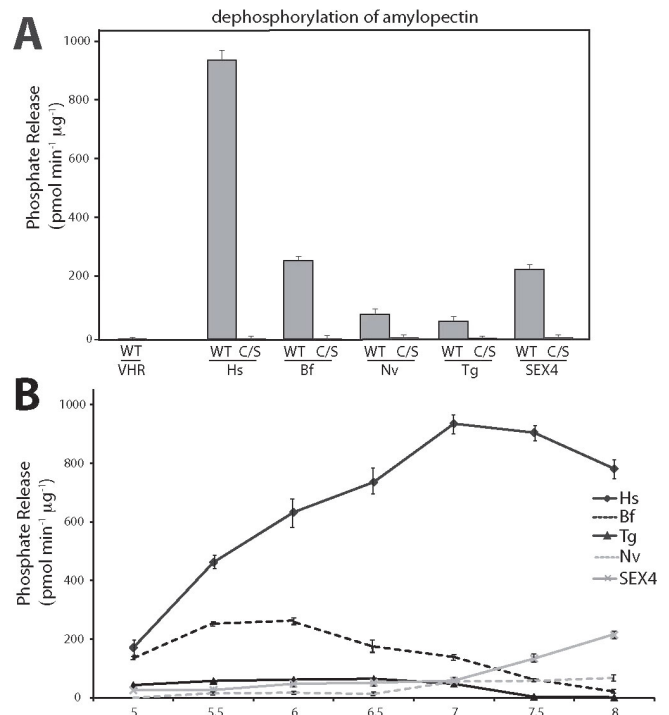 A
dephosphorylation of amylopectin
Phosphate Release
(pmol min⁻¹ µg⁻¹)
1000
800
600
400
200
0
WT WT C/S WT C/S WT C/S WT C/S WT C/S
VHR Hs Bf Nv Tg SEX4
B
Phosphate Release
(pmol min⁻¹ µg⁻¹)
1000
800
600
400
200
0
Hs
Bf
Tg
Nv
SEX4
5 5.5 6 6.5 7 7.5 8